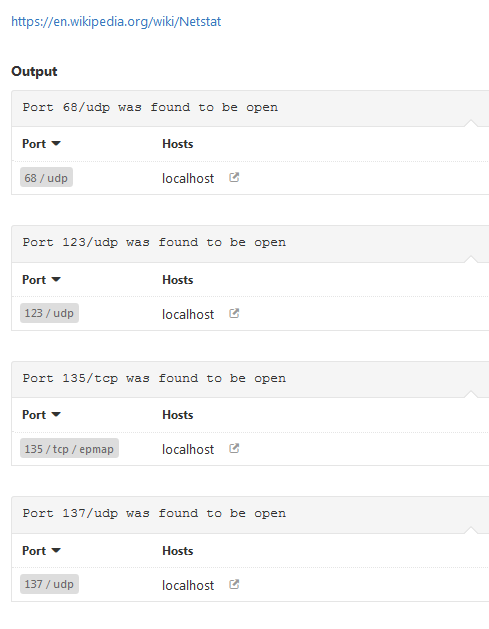 https://en.wikipedia.org/wiki/Netstat
Output
Port 68/udp was found to be open
Port Hosts
68 / udp localhost
Port 123/udp was found to be open
Port Hosts
123 / udp localhost
Port 135/tcp was found to be open
Port Hosts
135 / tcp / epmap localhost
Port 137/udp was found to be open
Port Hosts
137 / udp localhost